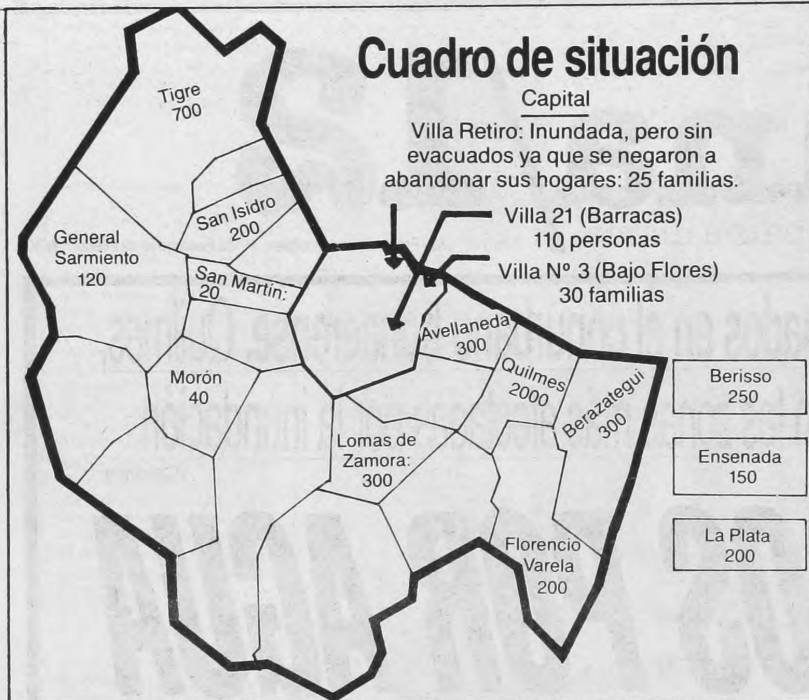 Cuadro de situación
Capital
Villa Retiro: Inundada, pero sin
evacuados ya que se negaron a
abandonar sus hogares: 25 familias.
Villa 21 (Barracas)
110 personas
Villa Nº 3 (Bajo Flores)
30 familias
Tigre
700
San Isidro
200
General
Sarmiento
120
San Martín:
20
Morón
40
Avellaneda
300
Quilmes
2000
Berazategui
300
Lomas de
Zamora:
300
Florencio
Varela
200
Berisso
250
Ensenada
150
La Plata
200